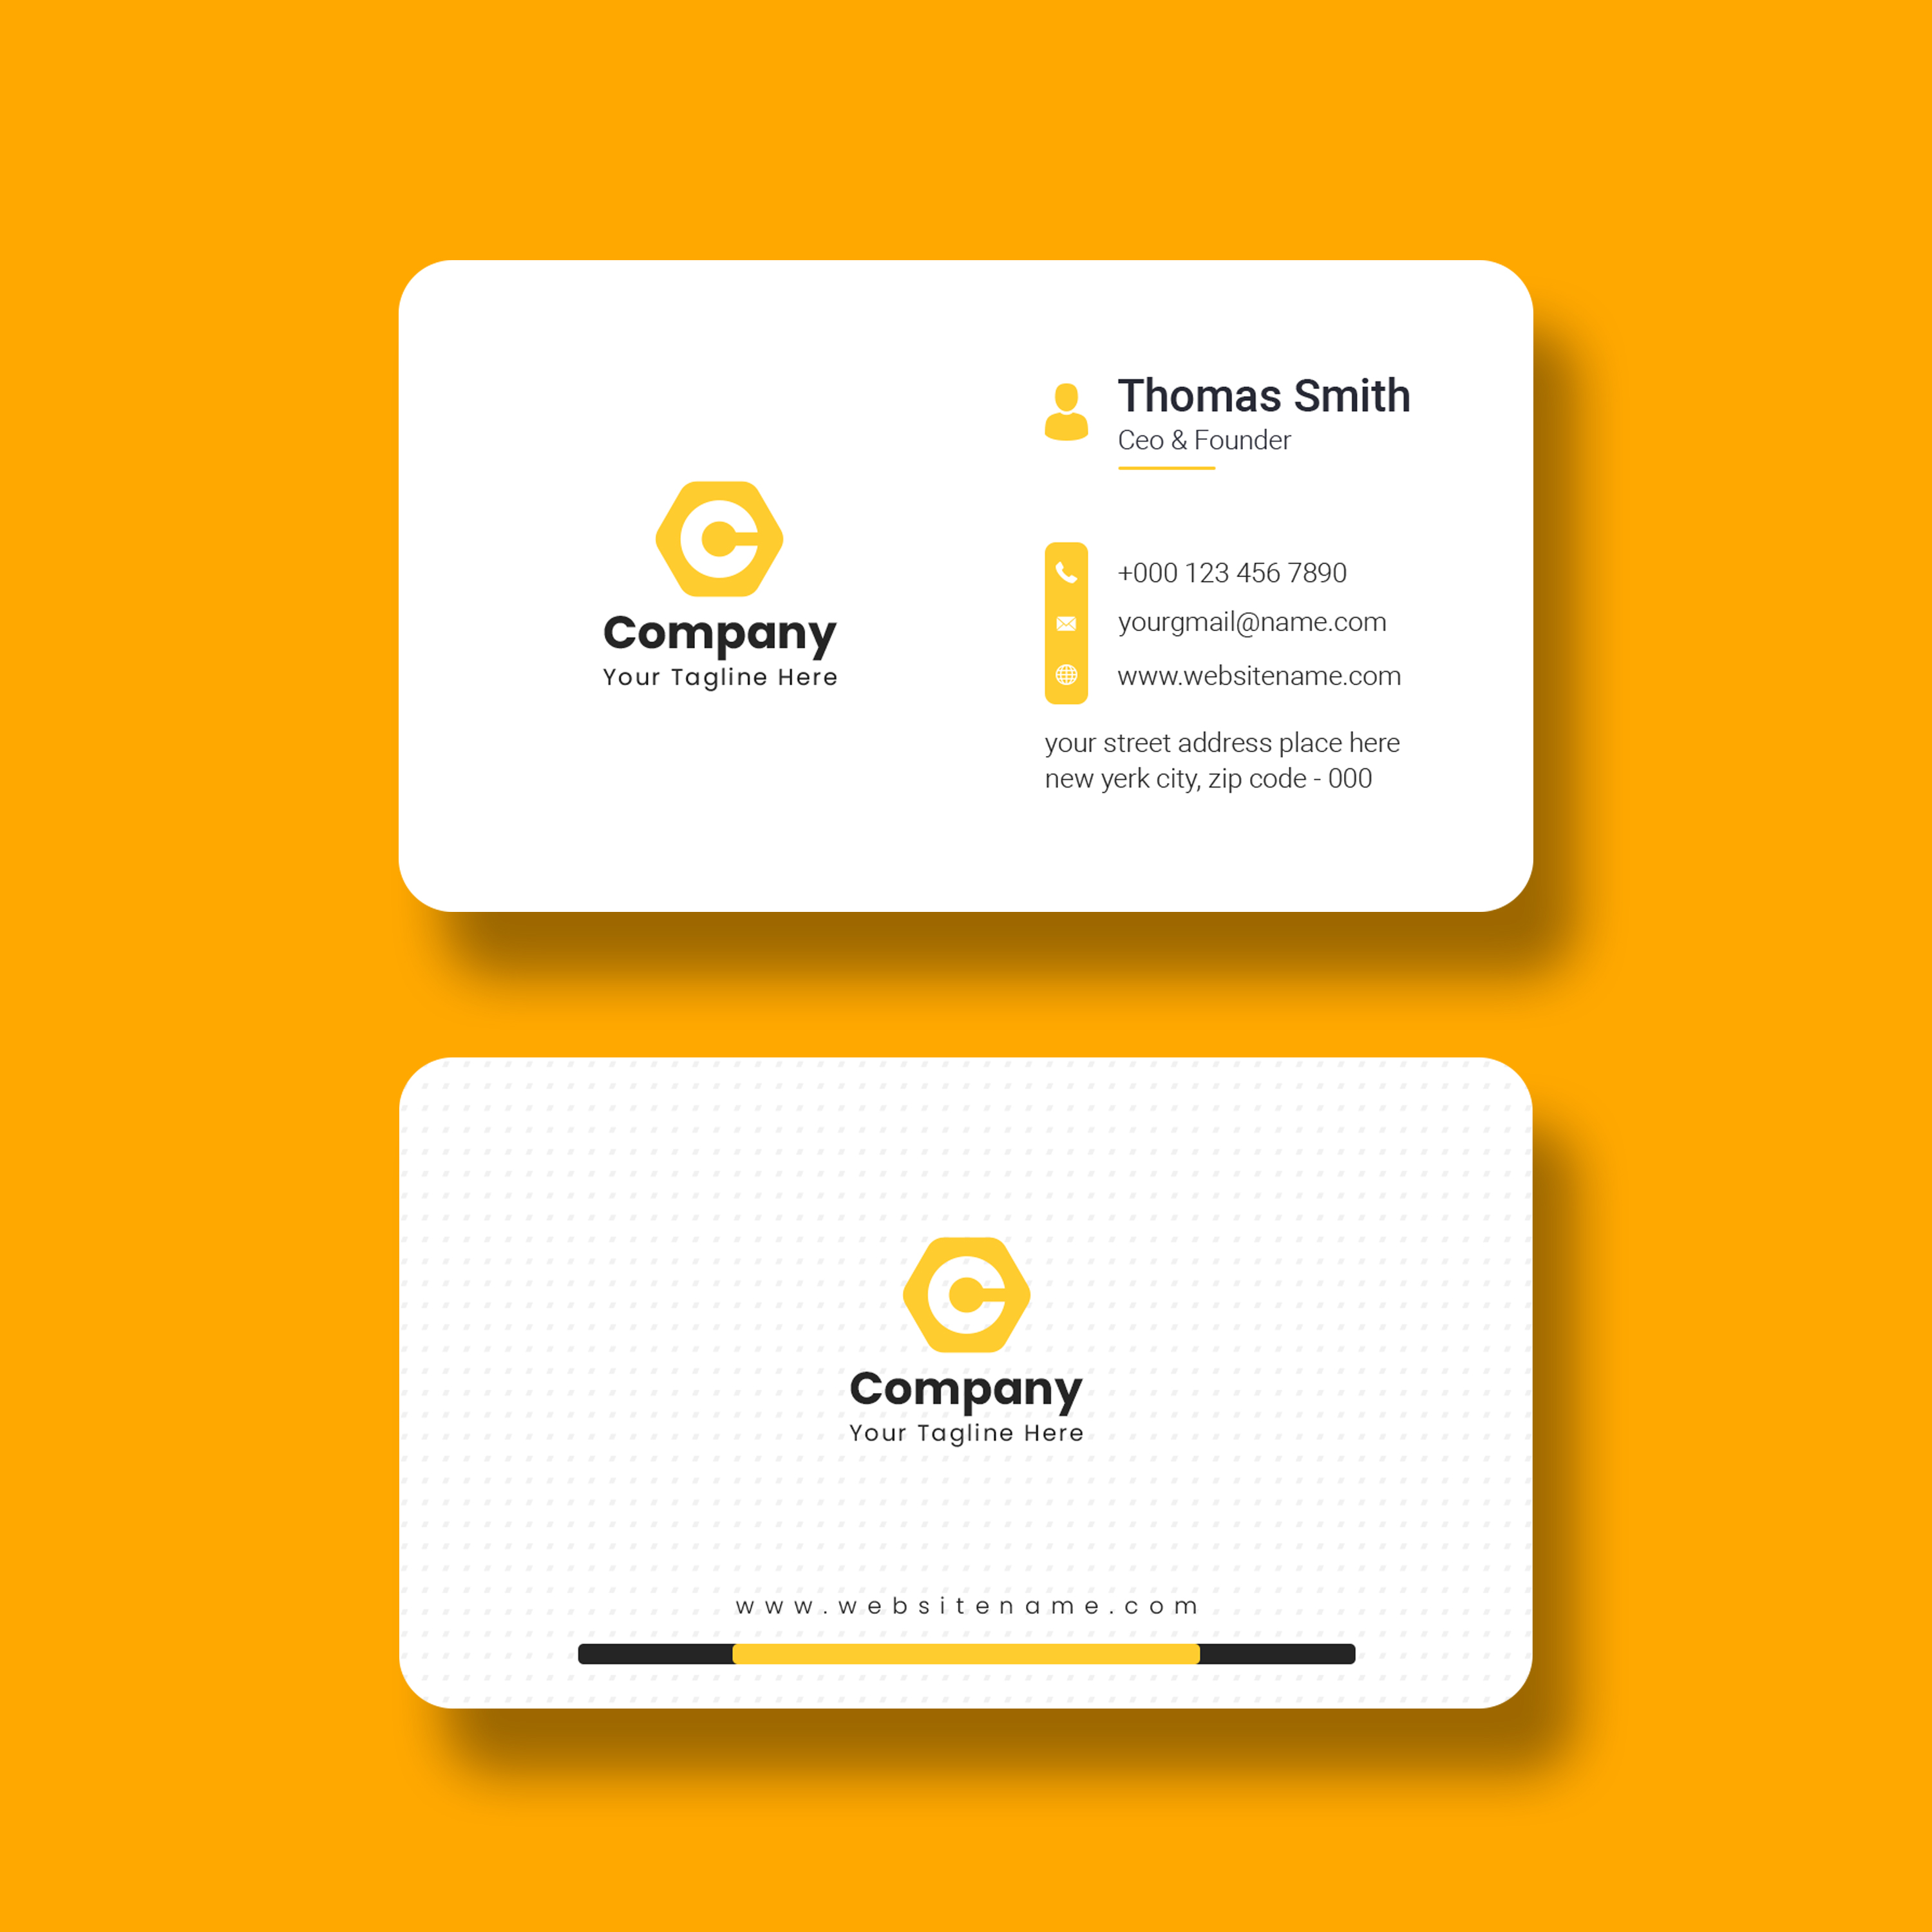 Thomas Smith
Ceo & Founder
Company
Your Tagline Here
+000 123 456 7890
yourgmail@name.com
www.websitename.com
your street address place here
new yerk city, zip code - 000
Company
Your Tagline Here
www.websitename.com